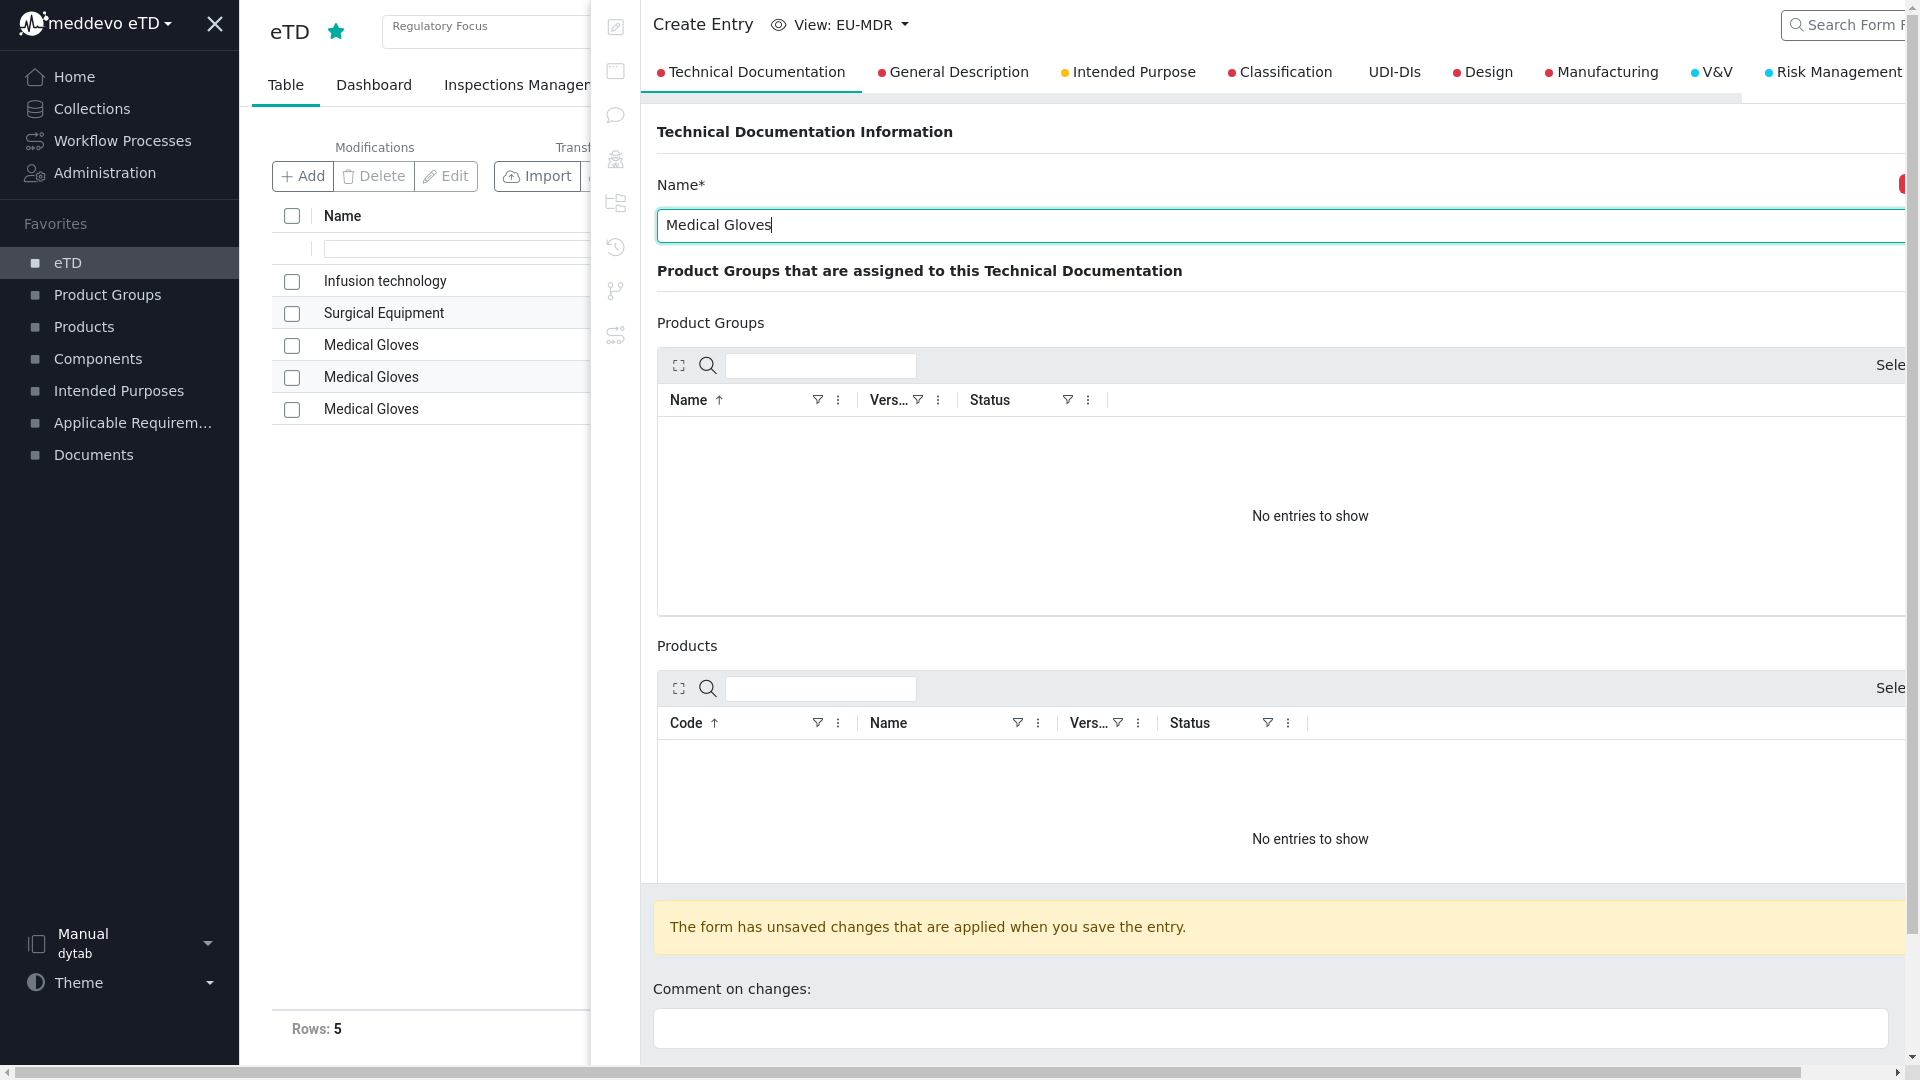 meddevo eTD
Home
Collections
Workflow Processes
Administration
Favorites
eTD
Product Groups
Products
Components
Intended Purposes
Applicable Requirem...
Documents
Manual
dytab
Theme
eTD
Regulatory Focus
Table
Dashboard
Modifications
Add
Delete
Edit
Import
Name
Infusion technology
Surgical Equipment
Medical Gloves
Medical Gloves
Medical Gloves
Rows: 5
Create Entry
View: EU-MDR
Search Form
Technical Documentation
General Description
Intended Purpose
Classification
UDI-DIs
Design
Manufacturing
V&V
Risk Management
Technical Documentation Information
Name*
Medical Gloves
Product Groups that are assigned to this Technical Documentation
Product Groups
Name
Vers...
Status
No entries to show
Products
Code
Name
Vers...
Status
No entries to show
The form has unsaved changes that are applied when you save the entry.
Comment on changes: